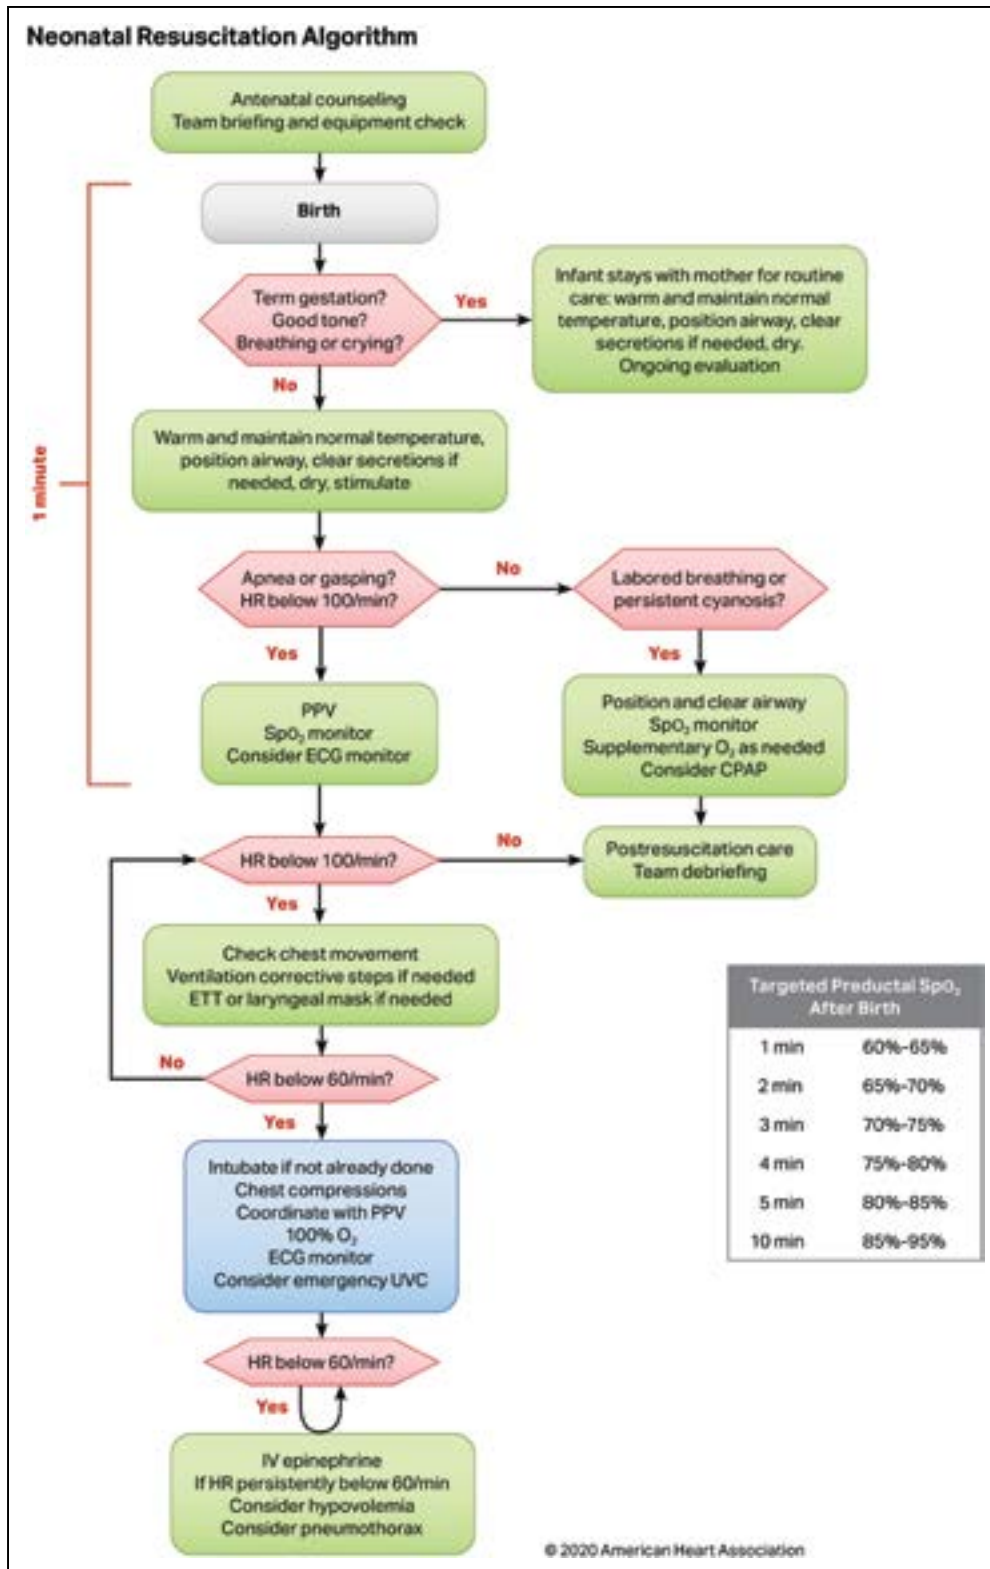 Neonatal Resuscitation Algorithm
Antenatal counseling
Team briefing and equipment check
Birth
Term gestation?
Good tone?
Breathing or crying?
Yes
Infant stays with mother for routine
care: warm and maintain normal
temperature, position airway, clear
secretions if needed, dry.
Ongoing evaluation
No
1 minute
Warm and maintain normal temperature,
position airway, clear secretions if
needed, dry, stimulate
Apnea or gasping?
HR below 100/min?
No
Labored breathing or
persistent cyanosis?
Yes
Yes
PPV
SpO₂ monitor
Consider ECG monitor
Position and clear airway
SpO₂ monitor
Supplementary O₂ as needed
Consider CPAP
HR below 100/min?
No
Postresuscitation care
Team debriefing
Yes
Check chest movement
Ventilation corrective steps if needed
ETT or laryngeal mask if needed
No
HR below 60/min?
Yes
Intubate if not already done
Chest compressions
Coordinate with PPV
100% O₂
ECG monitor
Consider emergency UVC
HR below 60/min?
Yes
IV epinephrine
If HR persistently below 60/min
Consider hypovolemia
Consider pneumothorax
Targeted Preductal SpO₂
After Birth
1 min 60%-65%
2 min 65%-70%
3 min 70%-75%
4 min 75%-80%
5 min 80%-85%
10 min 85%-95%
© 2020 American Heart Association